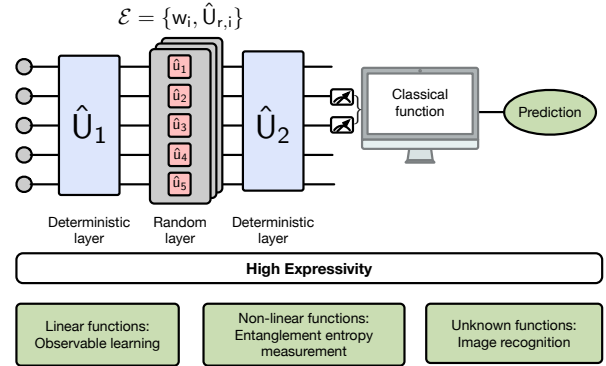 ℰ = {wᵢ, Û_r,i}
Û₁
û₁
û₂
û₃
û₄
û₅
Û₂
Classical
function
Prediction
Deterministic
layer
Random
layer
Deterministic
layer
High Expressivity
Linear functions:
Observable learning
Non-linear functions:
Entanglement entropy
measurement
Unknown functions:
Image recognition